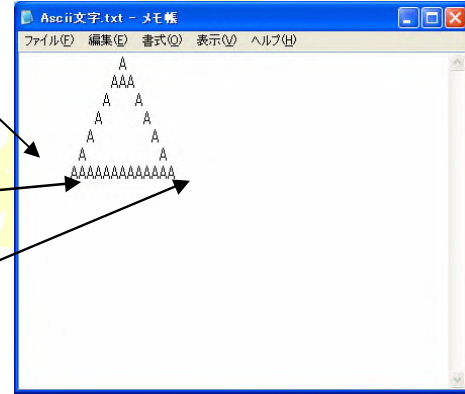 Ascii文字.txt - メモ帳
ファイル(F) 編集(E) 書式(O) 表示(V) ヘルプ(H)
            A
           AAA
          A   A
         A     A
        A       A
       A         A
      AAAAAAAAAAAAA